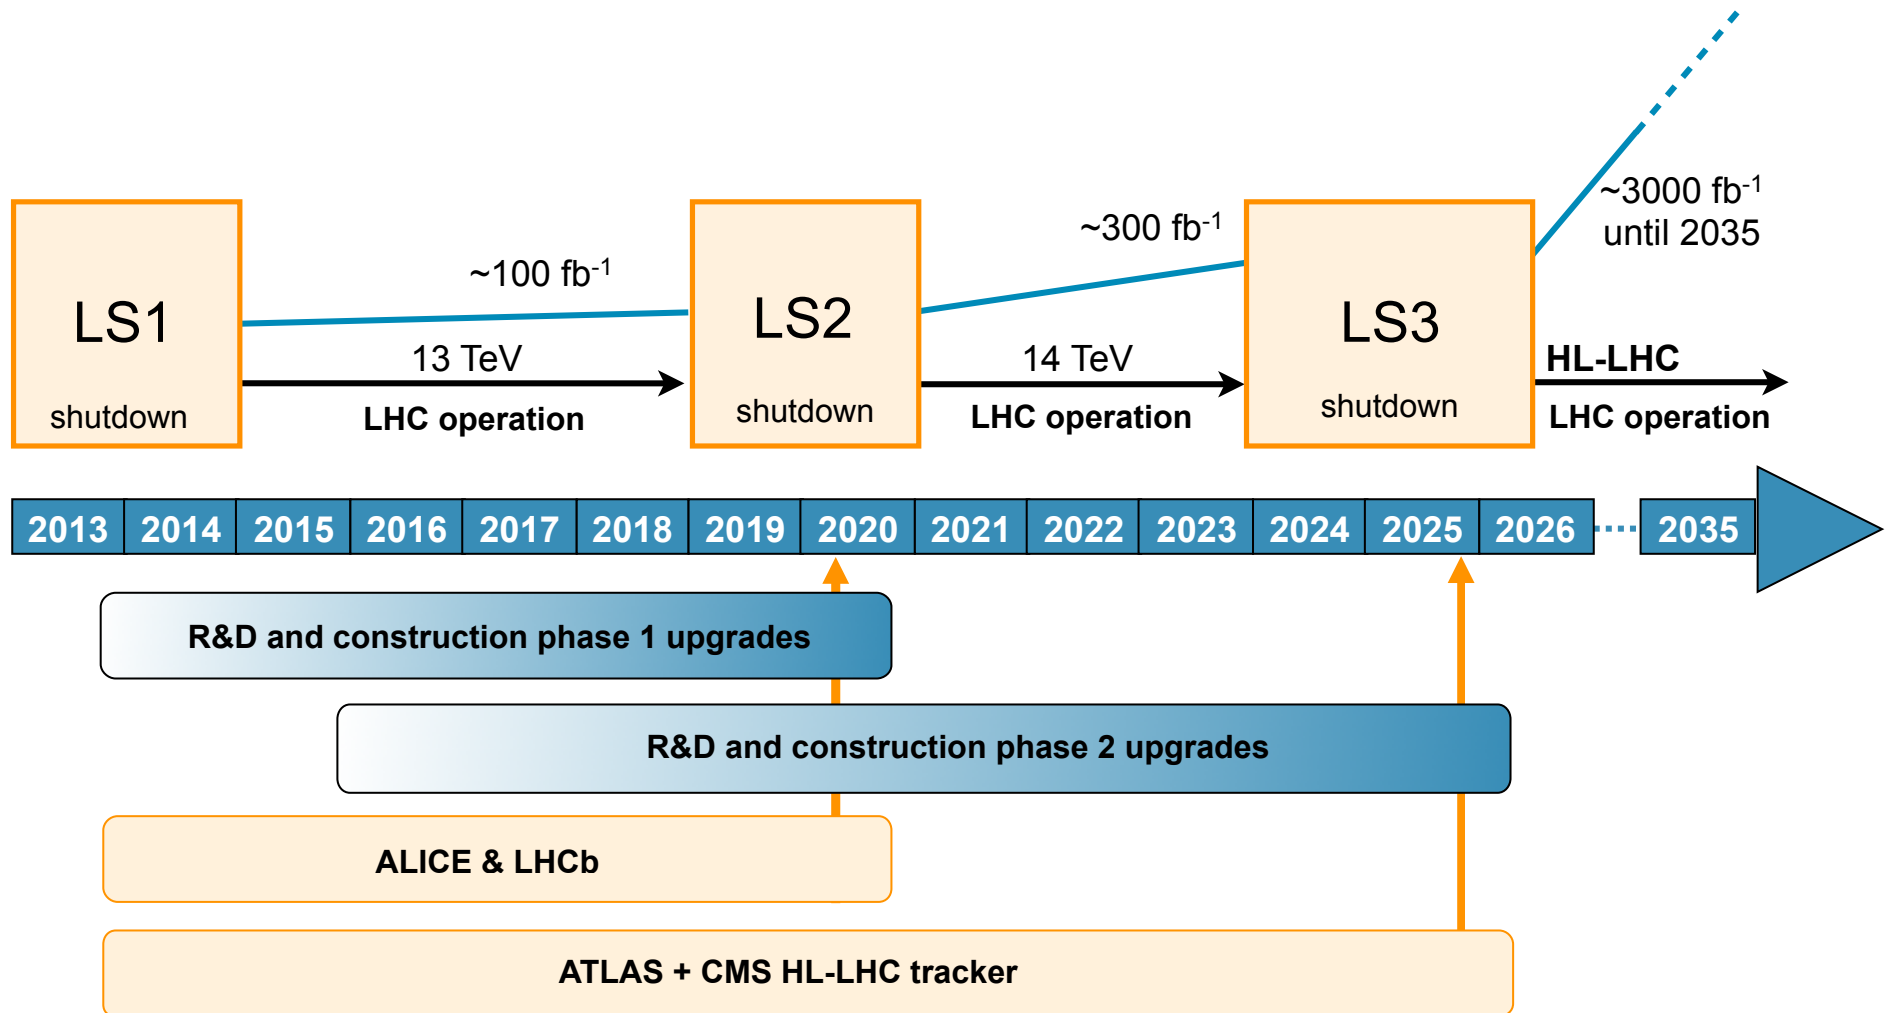 ~3000 fb-1
until 2035
~300 fb-1
~100 fb-1
LS1
LS2
LS3
13 TeV
14 TeV
HL-LHC
shutdown
LHC operation
shutdown
LHC operation
shutdown
LHC operation
2013 2014 2015 2016 2017 2018 2019 2020 2021 2022 2023 2024 2025 2026 2035
R&D and construction phase 1 upgrades
R&D and construction phase 2 upgrades
ALICE & LHCb
ATLAS + CMS HL-LHC tracker